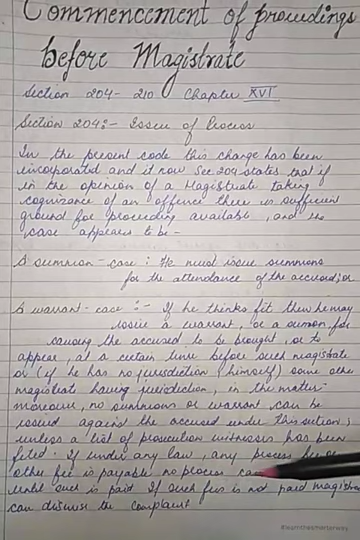 Commencement of proceedings
before Magistrate
Section 204- 210 Chapter XVI
Section 204:- Issue of Process
In the present code this change has been
incorporated and it now Sec 204 states that if
in the opinion of a Magistrate taking
cognizance of an offence there is sufficient
ground for proceeding available, and the
case appears to be -
A summon-case: He must issue summons
for the attendance of the accused; or
A warrant-case :- If he thinks fit then he may
issue a warrant, or a summon, for
causing the accused to be brought, or to
appear, at a certain time before such magistrate
or (if he has no jurisdiction himself) some other
magistrate having jurisdiction, in the matter
moreover, no summons or warrant can be
issued against the accused under this section;
unless a list of prosecution witnesses has been
filed. If under any law, any process fee or
other fee is payable no process can
until such is paid If such fees is not paid magistrate
can dismiss the complaint